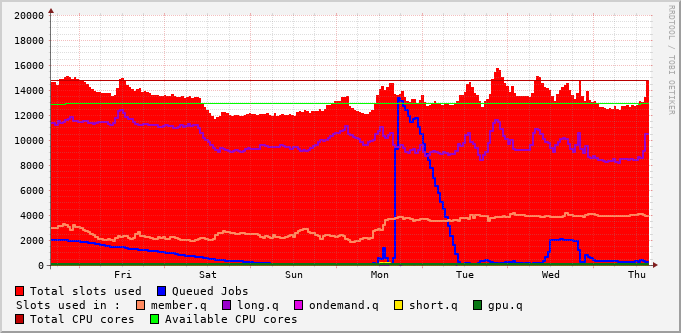 20000
18000
16000
14000
12000
10000
8000
6000
4000
2000
0
Fri Sat Sun Mon Tue Wed Thu
RRDTOOL / TOBI OETIKER
Total slots used Queued Jobs
Slots used in : member.q long.q ondemand.q short.q gpu.q
Total CPU cores Available CPU cores